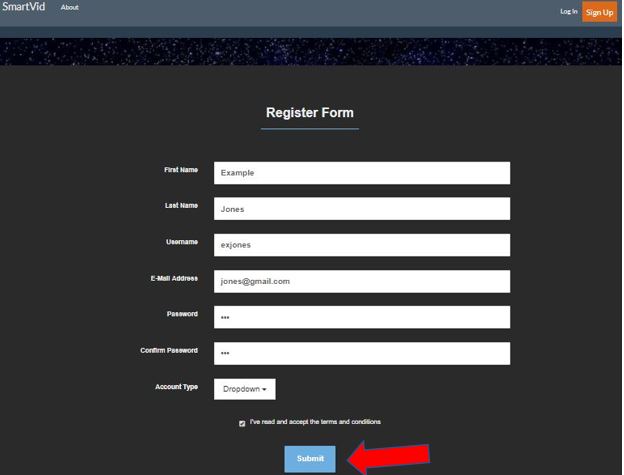 SmartVid About Log In Sign Up
Register Form
First Name Example
Last Name Jones
Username exjones
E-Mail Address jones@gmail.com
Password •••
Confirm Password •••
Account Type Dropdown
I've read and accept the terms and conditions
Submit